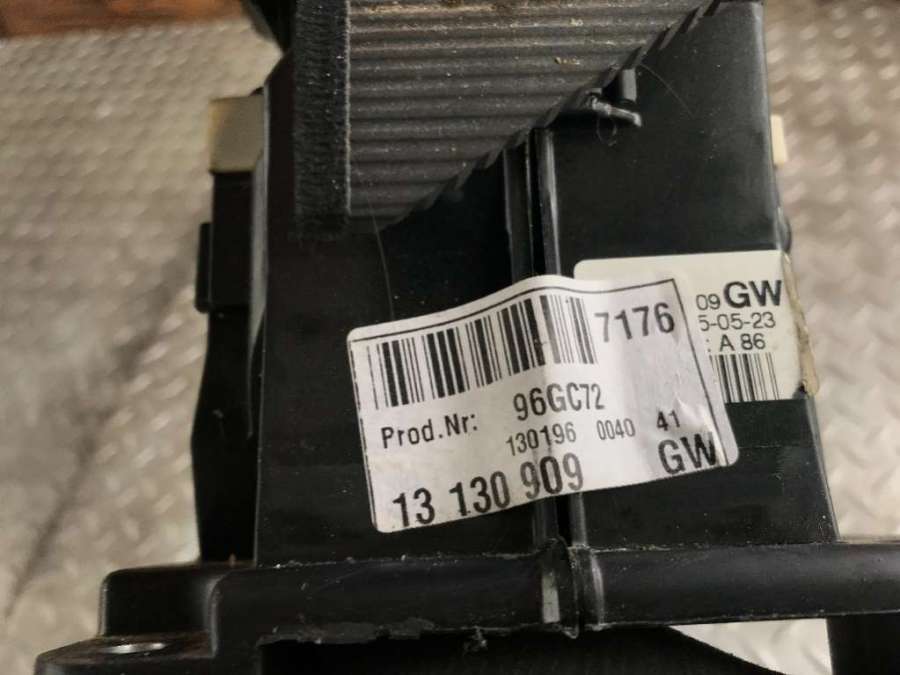 7176
Prod.Nr: 96GC72
130196 0040 41
13 130 909 GW
09 GW
5-05-23
: A 86